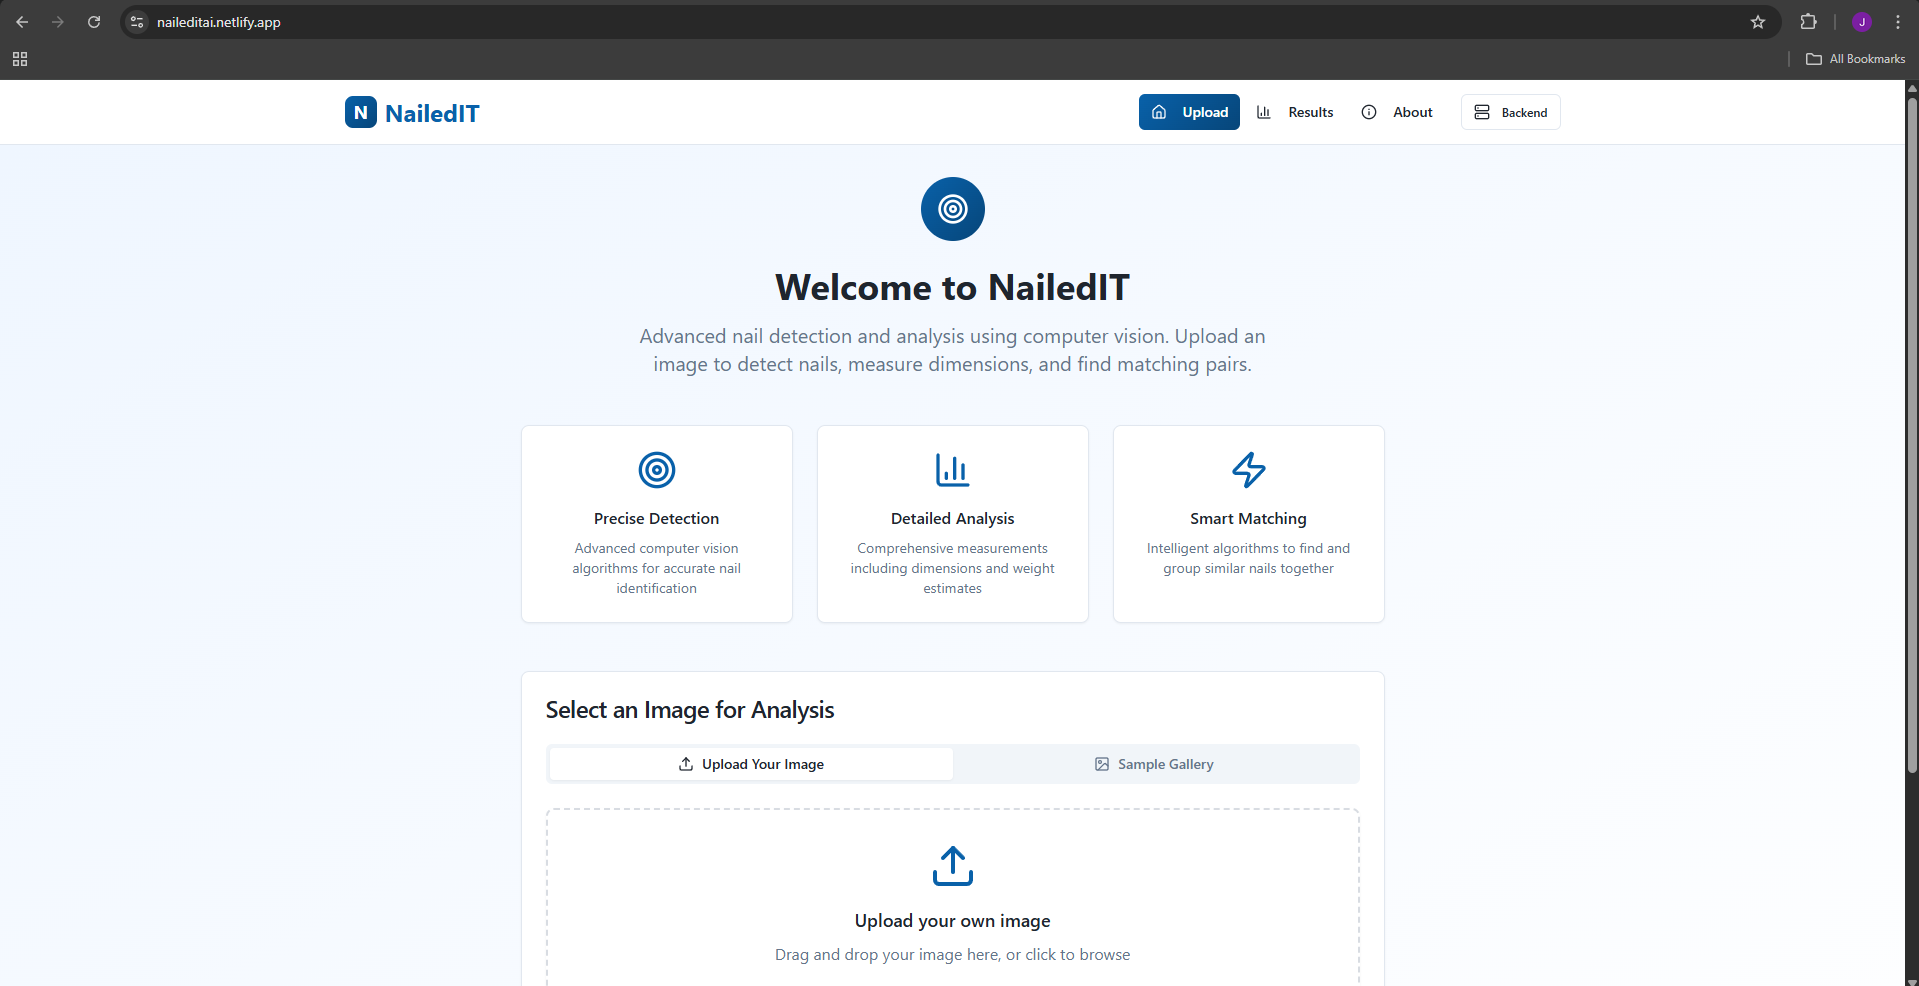 naileditai.netlify.app
J
All Bookmarks
N NailedIT
Upload
Results
About
Backend
Welcome to NailedIT
Advanced nail detection and analysis using computer vision. Upload an
image to detect nails, measure dimensions, and find matching pairs.
Precise Detection
Advanced computer vision
algorithms for accurate nail
identification
Detailed Analysis
Comprehensive measurements
including dimensions and weight
estimates
Smart Matching
Intelligent algorithms to find and
group similar nails together
Select an Image for Analysis
Upload Your Image
Sample Gallery
Upload your own image
Drag and drop your image here, or click to browse